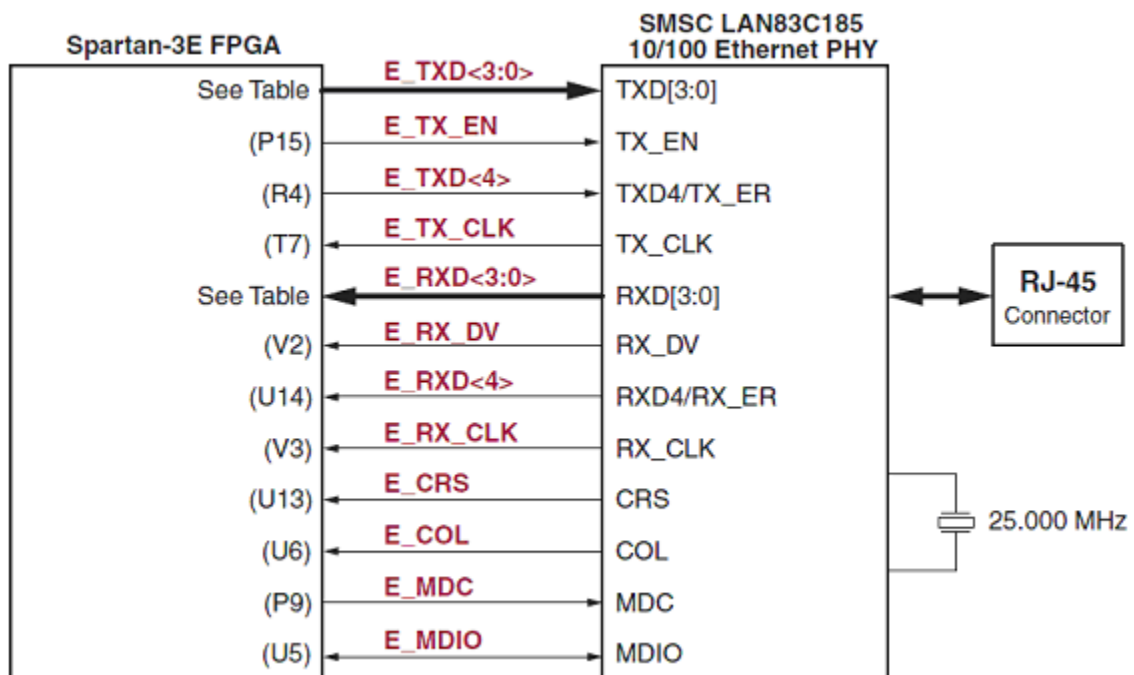 Spartan-3E FPGA
SMSC LAN83C185
10/100 Ethernet PHY
See Table E_TXD<3:0> TXD[3:0]
(P15) E_TX_EN TX_EN
(R4) E_TXD<4> TXD4/TX_ER
(T7) E_TX_CLK TX_CLK
See Table E_RXD<3:0> RXD[3:0]
(V2) E_RX_DV RX_DV
(U14) E_RXD<4> RXD4/RX_ER
(V3) E_RX_CLK RX_CLK
(U13) E_CRS CRS
(U6) E_COL COL
(P9) E_MDC MDC
(U5) E_MDIO MDIO
RJ-45
Connector
25.000 MHz